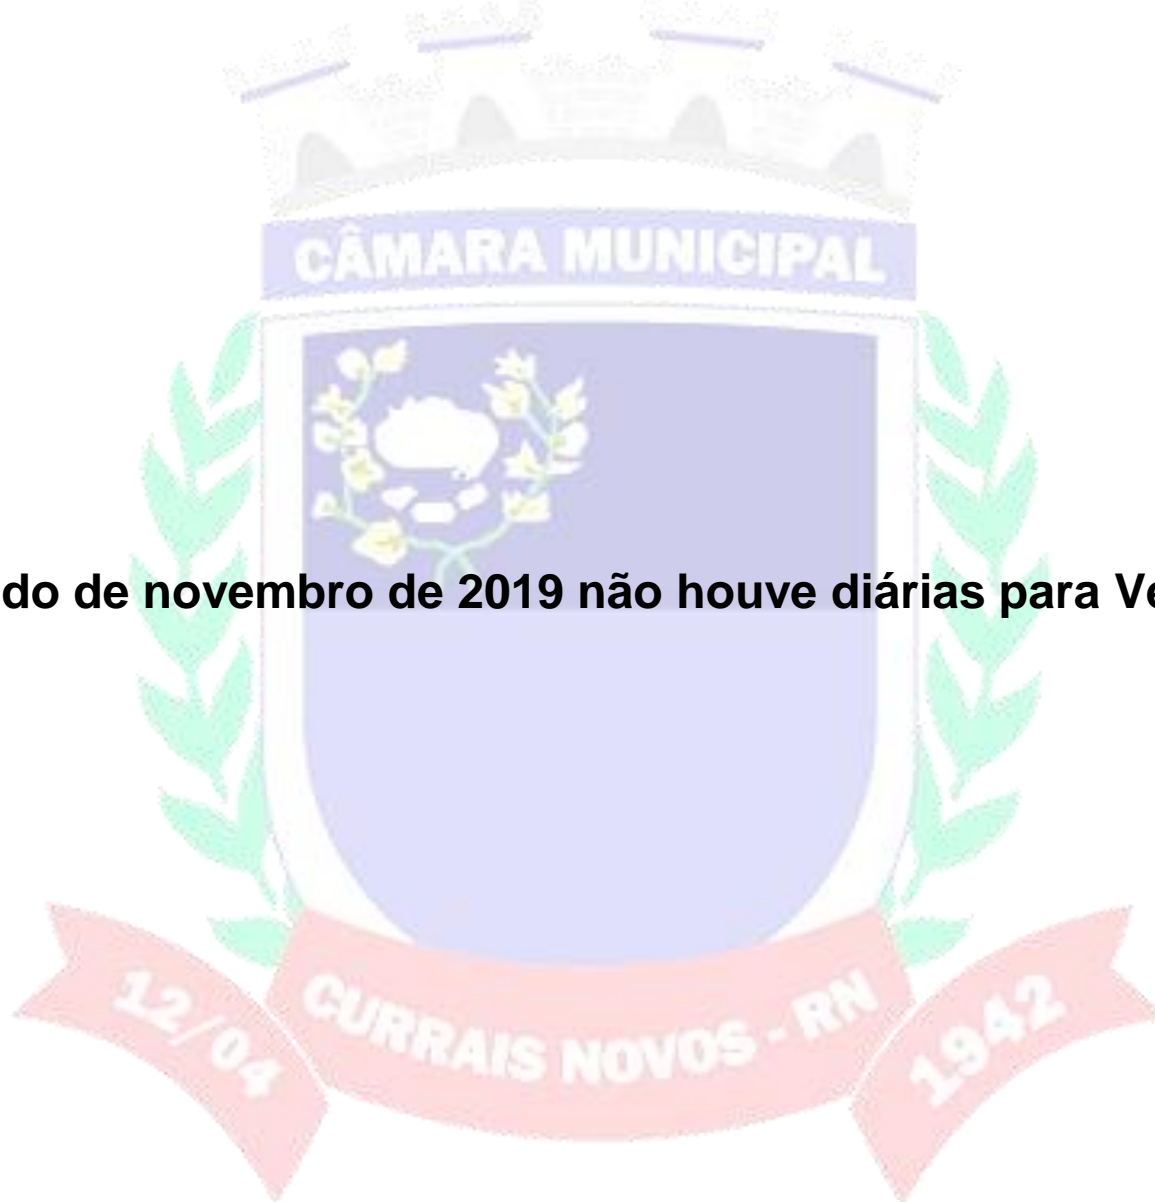 CÂMARA MUNICIPAL
do de novembro de 2019 não houve diárias para Ve
12/04
CURRAIS NOVOS - RN
1942